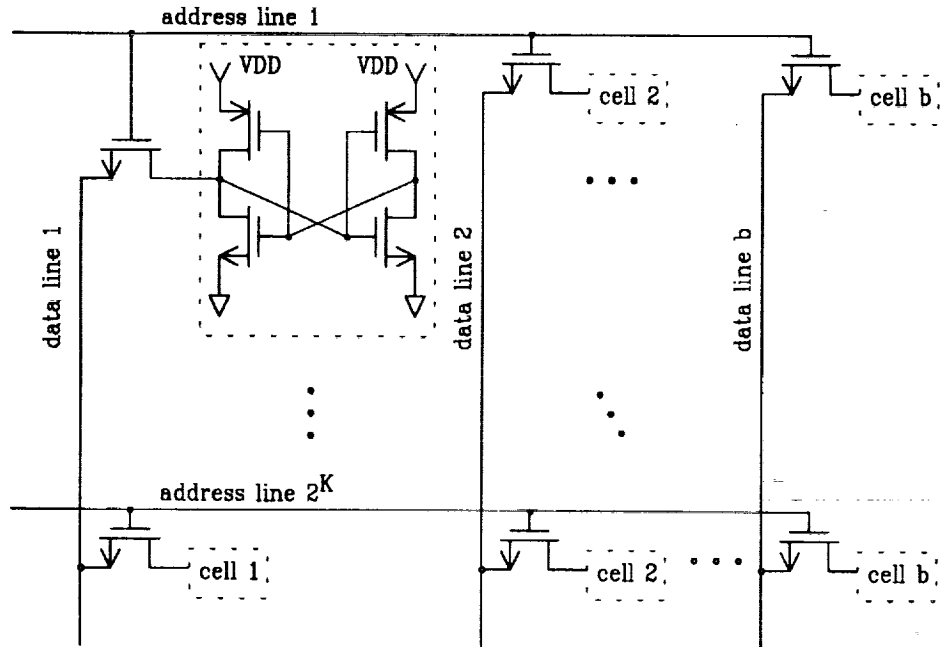 address line 1
VDD VDD
cell 2
cell b
data line 1
data line 2
data line b
address line 2^K
cell 1
cell 2
cell b